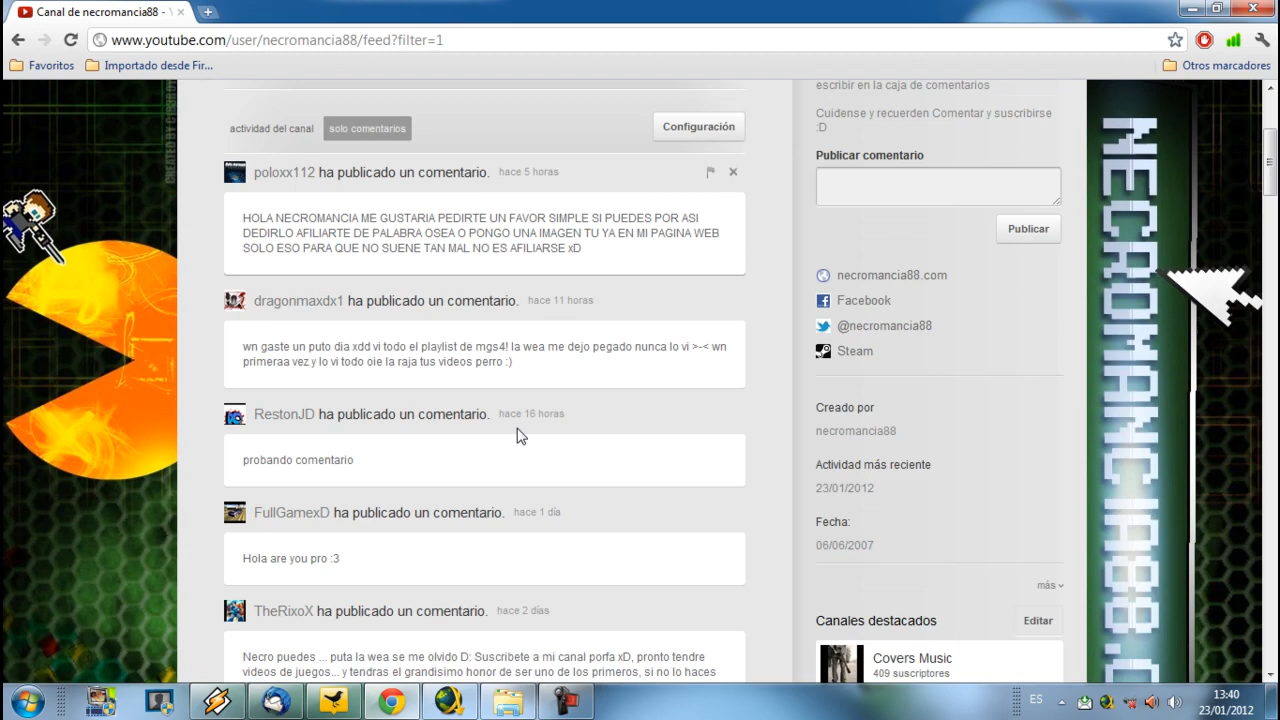 Canal de necromancia88 - Y
www.youtube.com/user/necromancia88/feed?filter=1
Favoritos
Importado desde Fir...
Otros marcadores
CREATED BY
actividad del canal
solo comentarios
Configuración
poloxx112 ha publicado un comentario. hace 5 horas
HOLA NECROMANCIA ME GUSTARIA PEDIRTE UN FAVOR SIMPLE SI PUEDES POR ASI
DEDIRLO AFILIARTE DE PALABRA OSEA O PONGO UNA IMAGEN TU YA EN MI PAGINA WEB
SOLO ESO PARA QUE NO SUENE TAN MAL NO ES AFILIARSE xD
dragonmaxdx1 ha publicado un comentario. hace 11 horas
wn gaste un puto dia xdd vi todo el playlist de mgs4! la wea me dejo pegado nunca lo vi >-< wn
primeraa vez y lo vi todo oie la raja tus videos perro :)
RestonJD ha publicado un comentario. hace 16 horas
probando comentario
FullGamexD ha publicado un comentario. hace 1 día
Hola are you pro :3
TheRixoX ha publicado un comentario. hace 2 días
Necro puedes ... puta la wea se me olvido D: Suscribete a mi canal porfa xD, pronto tendre
videos de juegos... y tendras el grandisimo honor de ser uno de los primeros, si no lo haces
escribir en la caja de comentarios
Cuidense y recuerden Comentar y suscribirse
:D
Publicar comentario
Publicar
necromancia88.com
Facebook
@necromancia88
Steam
Creado por
necromancia88
Actividad más reciente
23/01/2012
Fecha:
06/06/2007
más
Canales destacados
Editar
Covers Music
409 suscriptores
NECROMANCIA88.C
ES
13:40
23/01/2012